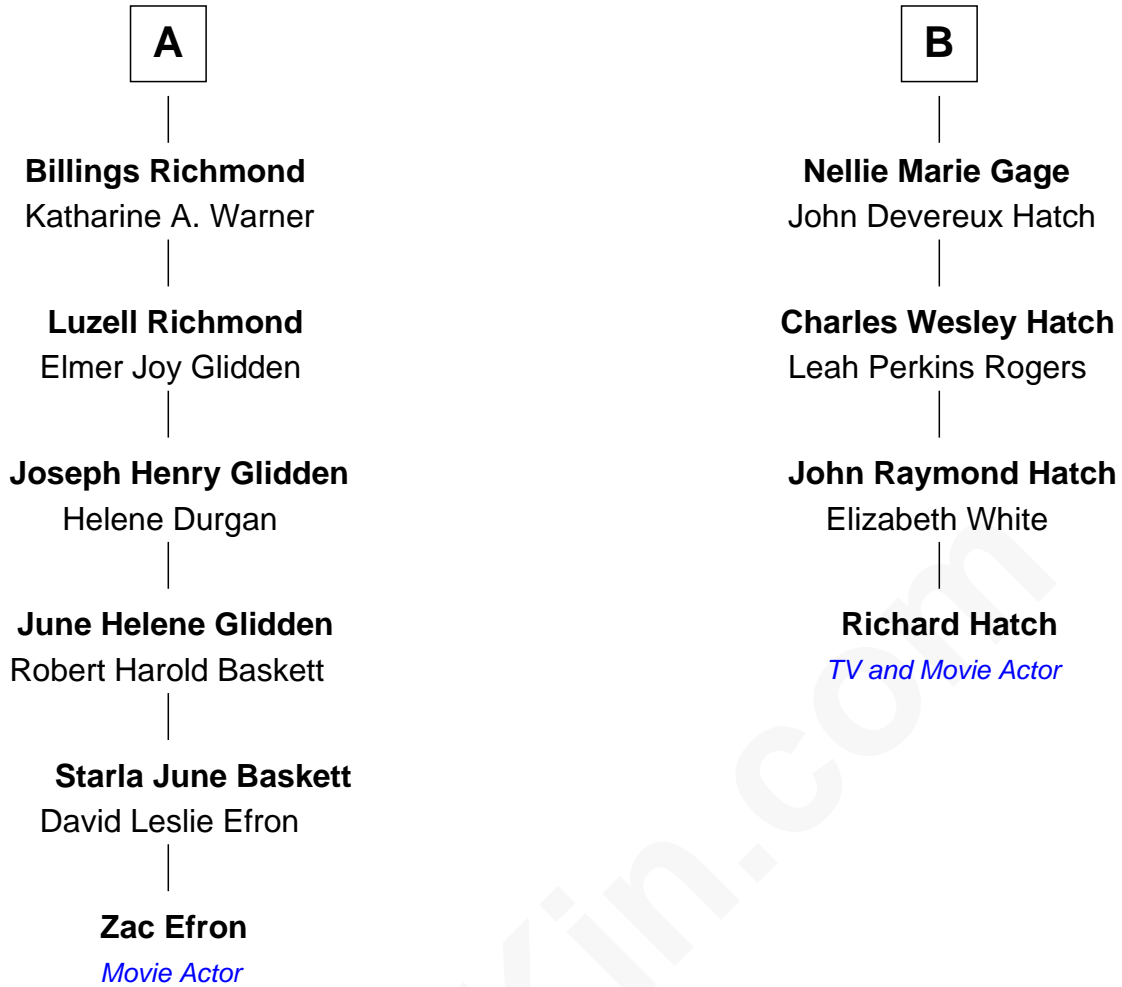 A
Billings Richmond
Katharine A. Warner
Luzell Richmond
Elmer Joy Glidden
Joseph Henry Glidden
Helene Durgan
June Helene Glidden
Robert Harold Baskett
Starla June Baskett
David Leslie Efron
Zac Efron
Movie Actor
B
Nellie Marie Gage
John Devereux Hatch
Charles Wesley Hatch
Leah Perkins Rogers
John Raymond Hatch
Elizabeth White
Richard Hatch
TV and Movie Actor